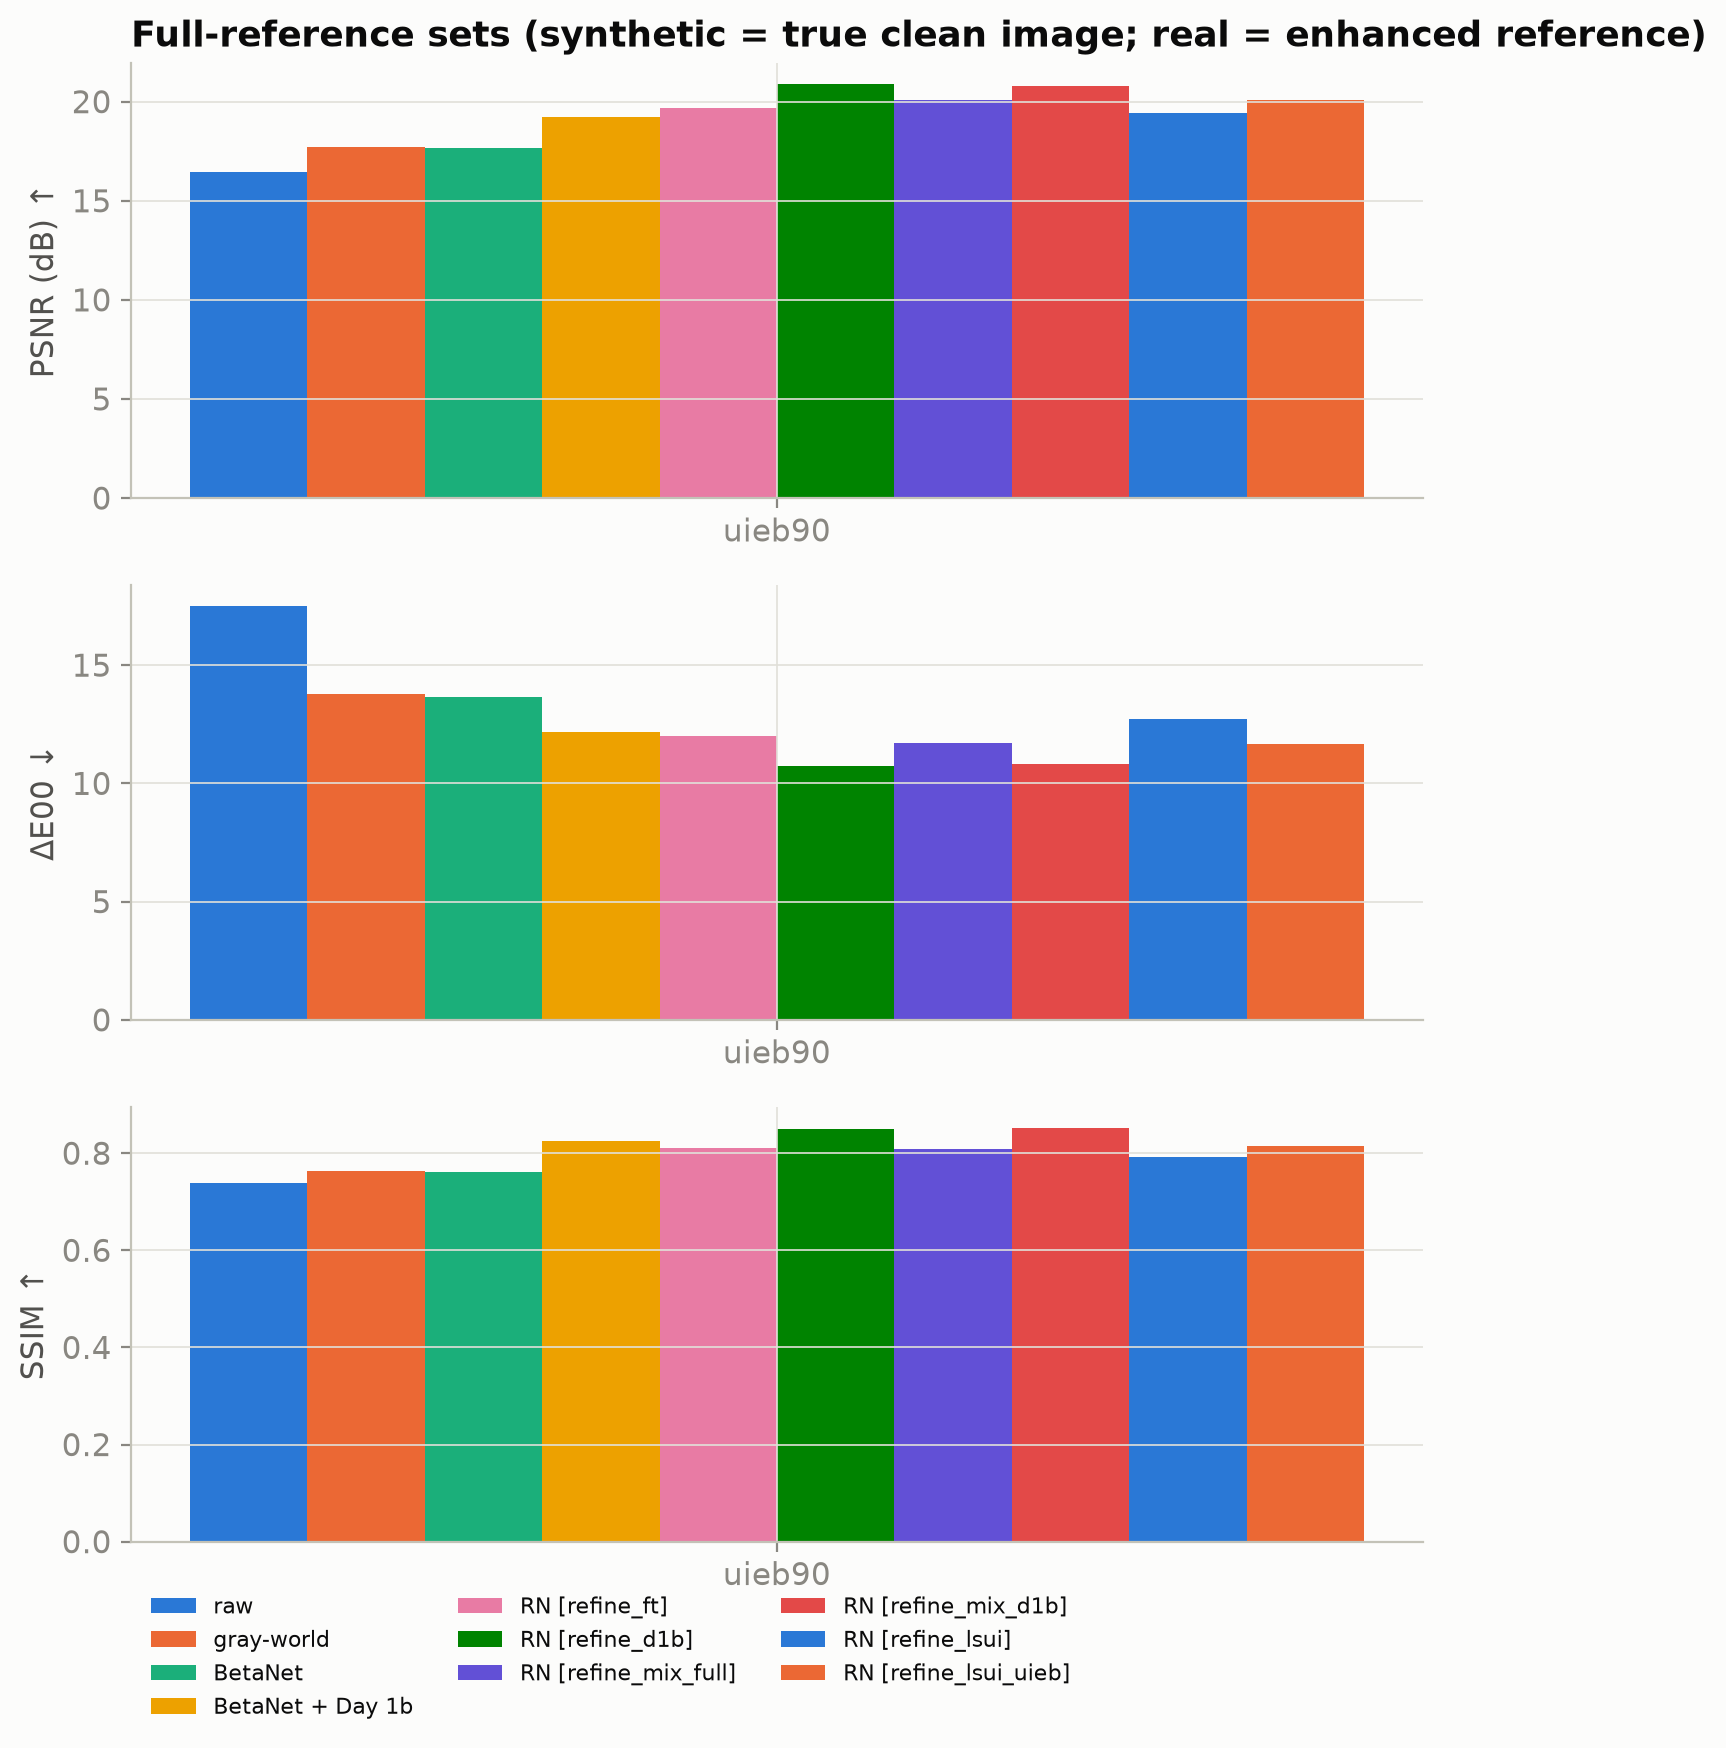 Full-reference sets (synthetic = true clean image; real = enhanced reference)
PSNR (dB) ↑
20
15
10
5
0
uieb90
ΔE00 ↓
15
10
5
0
uieb90
SSIM ↑
0.8
0.6
0.4
0.2
0.0
uieb90
raw
gray-world
BetaNet
BetaNet + Day 1b
RN [refine_ft]
RN [refine_d1b]
RN [refine_mix_full]
RN [refine_mix_d1b]
RN [refine_lsui]
RN [refine_lsui_uieb]